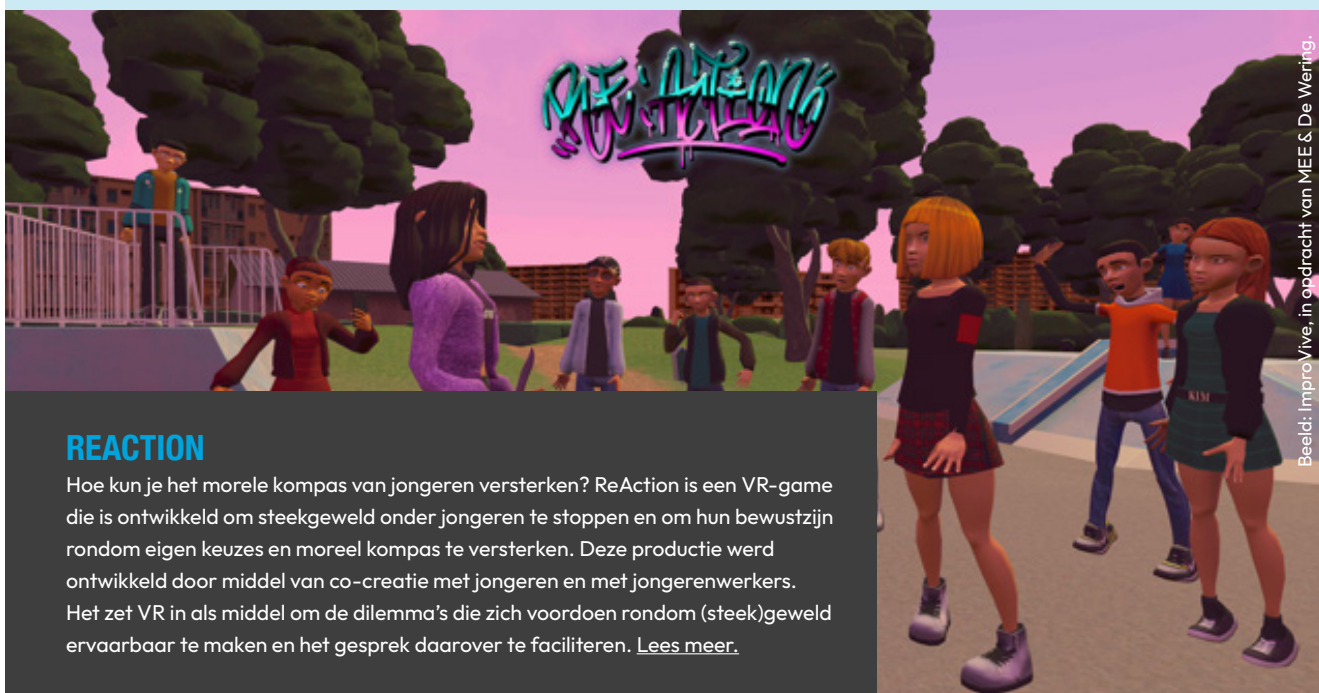 RE:ACTION
REACTION
Hoe kun je het morele kompas van jongeren versterken? ReAction is een VR-game
die is ontwikkeld om steekgeweld onder jongeren te stoppen en om hun bewustzijn
rondom eigen keuzes en moreel kompas te versterken. Deze productie werd
ontwikkeld door middel van co-creatie met jongeren en met jongerenwerkers.
Het zet VR in als middel om de dilemma's die zich voordoen rondom (steek)geweld
ervaarbaar te maken en het gesprek daarover te faciliteren. Lees meer.
KIM
Beeld: ImproVive, in opdracht van MEE & De Wering.